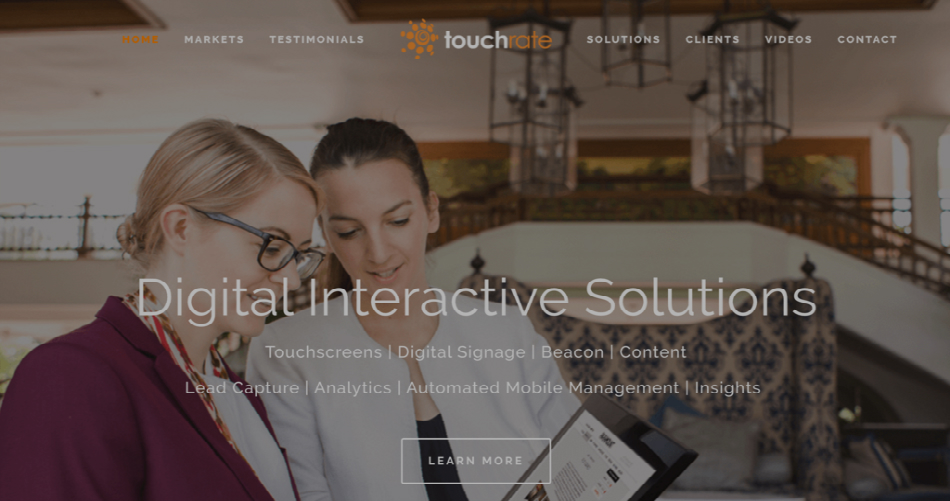 HOME MARKETS TESTIMONIALS touchrate SOLUTIONS CLIENTS VIDEOS CONTACT
Digital Interactive Solutions
Touchscreens | Digital Signage | Beacon | Content
Lead Capture | Analytics | Automated Mobile Management | Insights
LEARN MORE